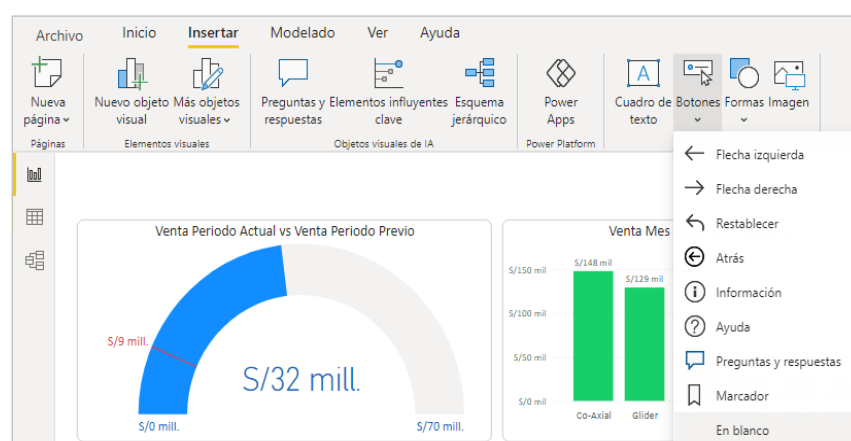 Archivo Inicio Insertar Modelado Ver Ayuda
Nueva página
Nuevo objeto visual
Más objetos visuales
Preguntas y respuestas
Elementos influyentes clave
Esquema jerárquico
Power Apps
Cuadro de texto
Botones
Formas
Imagen
Páginas
Elementos visuales
Objetos visuales de IA
Power Platform
Flecha izquierda
Flecha derecha
Restablecer
Atrás
Información
Ayuda
Preguntas y respuestas
Marcador
En blanco
Venta Periodo Actual vs Venta Periodo Previo
S/9 mill.
S/32 mill.
S/0 mill.
S/70 mill.
Venta Mes
S/150 mil
S/100 mil
S/50 mil
S/0 mil
S/148 mil
S/129 mil
Co-Axial
Glider